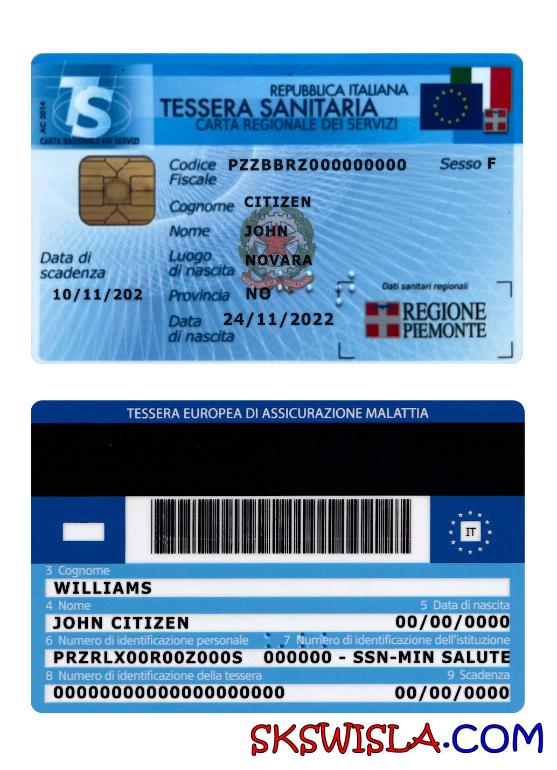 REPUBBLICA ITALIANA
TESSERA SANITARIA
CARTA REGIONALE DEI SERVIZI
TS
AC 2014
CARTA NAZIONALE DEI SERVIZI
Codice Fiscale PZZBBRZ000000000 Sesso F
Cognome CITIZEN
Nome JOHN
Luogo di nascita NOVARA
Data di scadenza
10/11/202
Provincia NO
Data di nascita 24/11/2022
Dati sanitari regionali
REGIONE
PIEMONTE
TESSERA EUROPEA DI ASSICURAZIONE MALATTIA
IT
3 Cognome
WILLIAMS
4 Nome 5 Data di nascita
JOHN CITIZEN 00/00/0000
6 Numero di identificazione personale 7 Numero di identificazione dell'istituzione
PRZRLX00R00Z000S 000000 - SSN-MIN SALUTE
8 Numero di identificazione della tessera 9 Scadenza
00000000000000000000 00/00/0000
SKSWISLA.COM